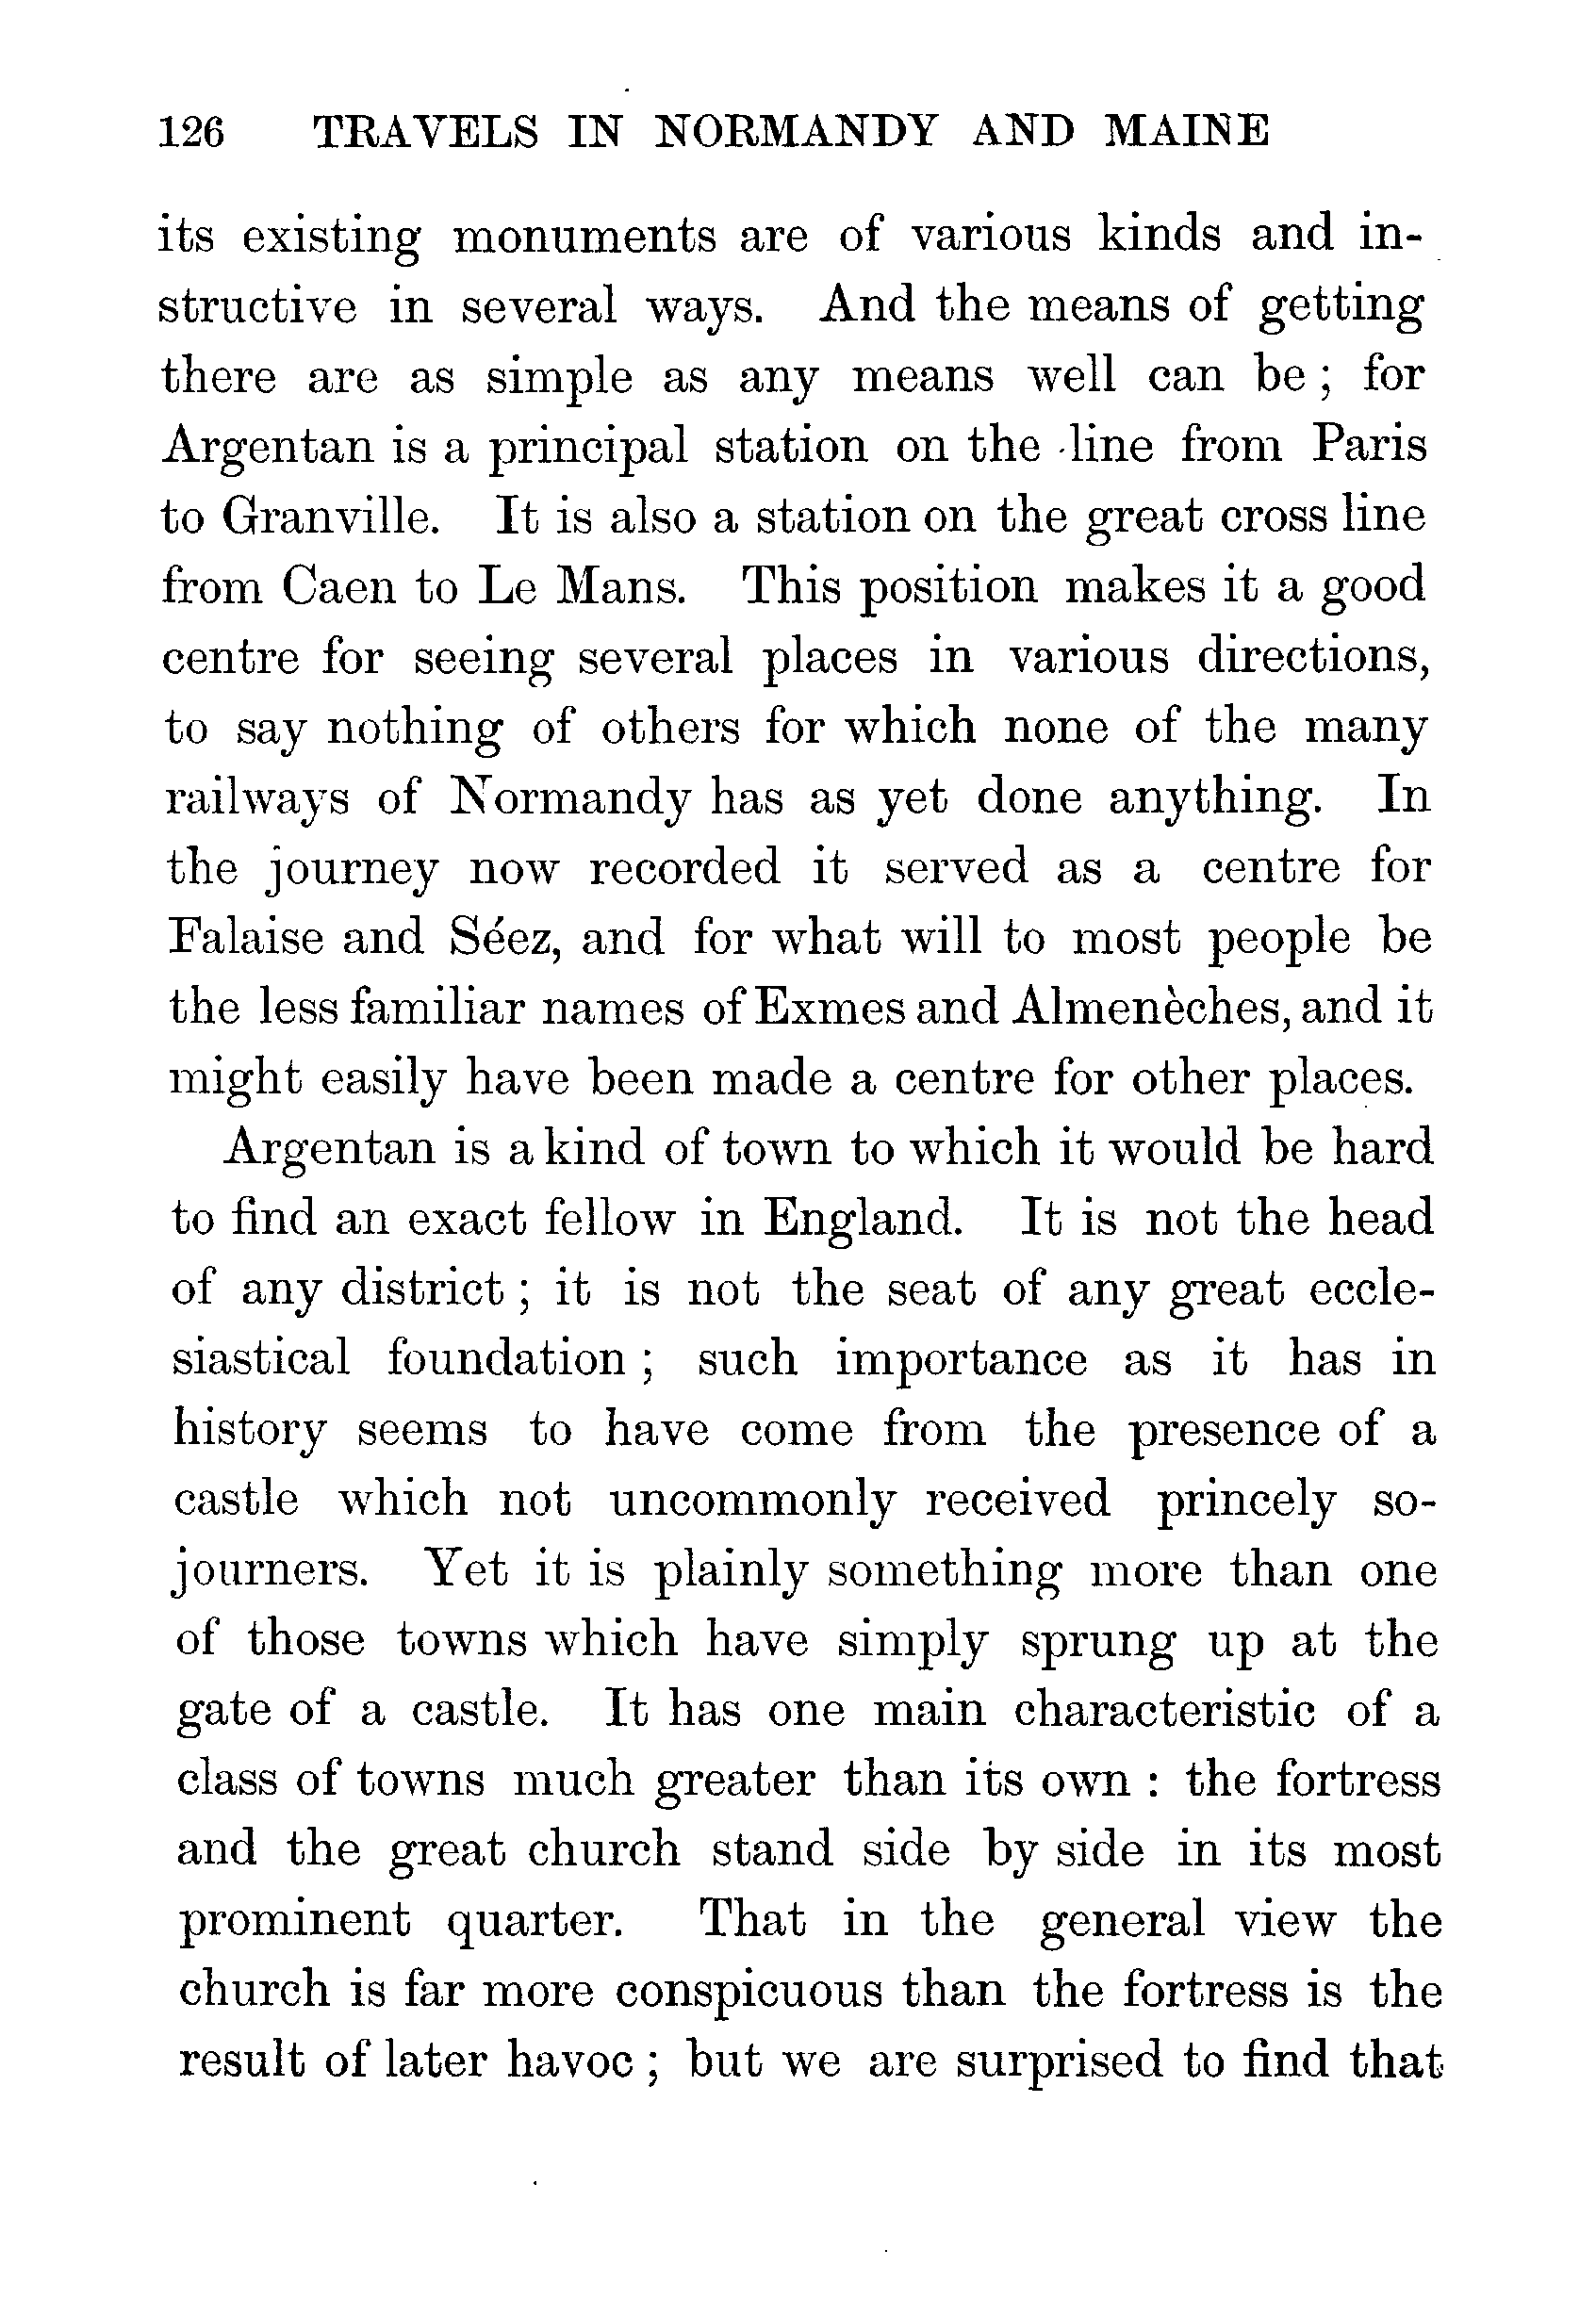 126 TRAVELS IN NORMANDY AND MAINE
its existing monuments are of various kinds and in-
structive in several ways. And the means of getting
there are as simple as any means well can be; for
Argentan is a principal station on the line from Paris
to Granville. It is also a station on the great cross line
from Caen to Le Mans. This position makes it a good
centre for seeing several places in various directions,
to say nothing of others for which none of the many
railways of Normandy has as yet done anything. In
the journey now recorded it served as a centre for
Falaise and Séez, and for what will to most people be
the less familiar names of Exmes and Almenèches, and it
might easily have been made a centre for other places.
Argentan is a kind of town to which it would be hard
to find an exact fellow in England. It is not the head
of any district; it is not the seat of any great eccle-
siastical foundation; such importance as it has in
history seems to have come from the presence of a
castle which not uncommonly received princely so-
journers. Yet it is plainly something more than one
of those towns which have simply sprung up at the
gate of a castle. It has one main characteristic of a
class of towns much greater than its own : the fortress
and the great church stand side by side in its most
prominent quarter. That in the general view the
church is far more conspicuous than the fortress is the
result of later havoc; but we are surprised to find that